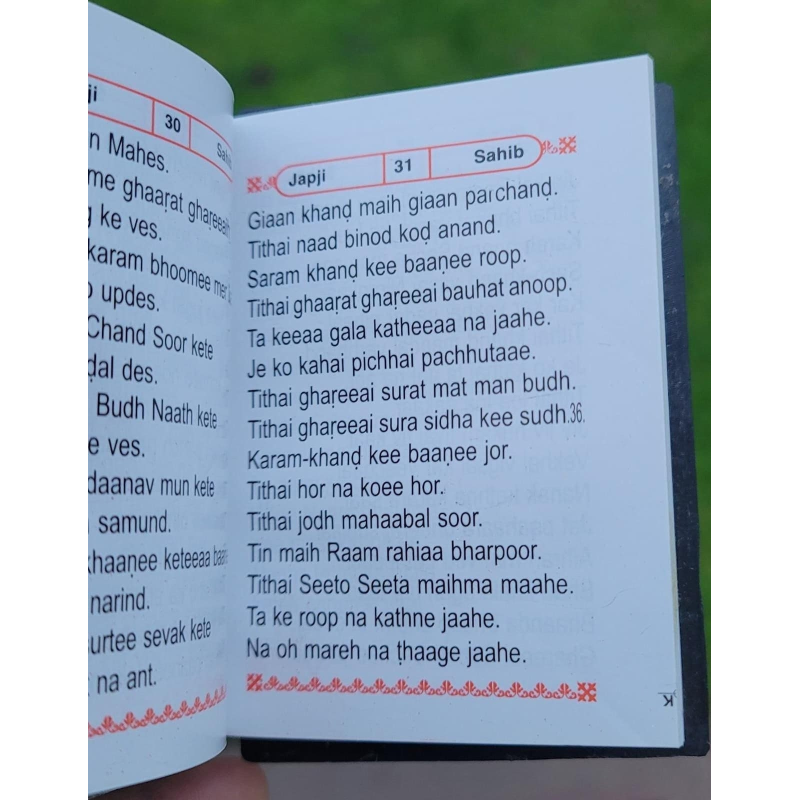 ji
30
n Mahes.
me ghaaṛat ghaṛeeaih
ke ves.
karam bhoomee mer
updes.
Chand Soor kete
ḍal des.
Budh Naath kete
e ves.
daanav mun kete
samund.
khaaṇee keteeaa
narind.
surtee sevak kete
na ant.
Japji 31 Sahib
Giaan khanḍ maih giaan parchanḍ.
Tithai naad binod koḍ anand.
Saram khanḍ kee baaṇee roop.
Tithai ghaaṛat ghaṛeeai bauhat anoop.
Ta keeaa gala katheeaa na jaahe.
Je ko kahai pichhai pachhutaae.
Tithai ghaṛeeai surat mat man budh.
Tithai ghaṛeeai sura sidha kee sudh.36.
Karam-khanḍ kee baaṇee jor.
Tithai hor na koee hor.
Tithai jodh mahaabal soor.
Tin maih Raam rahiaa bharpoor.
Tithai Seeto Seeta maihma maahe.
Ta ke roop na kathne jaahe.
Na oh mareh na ṭhaage jaahe.